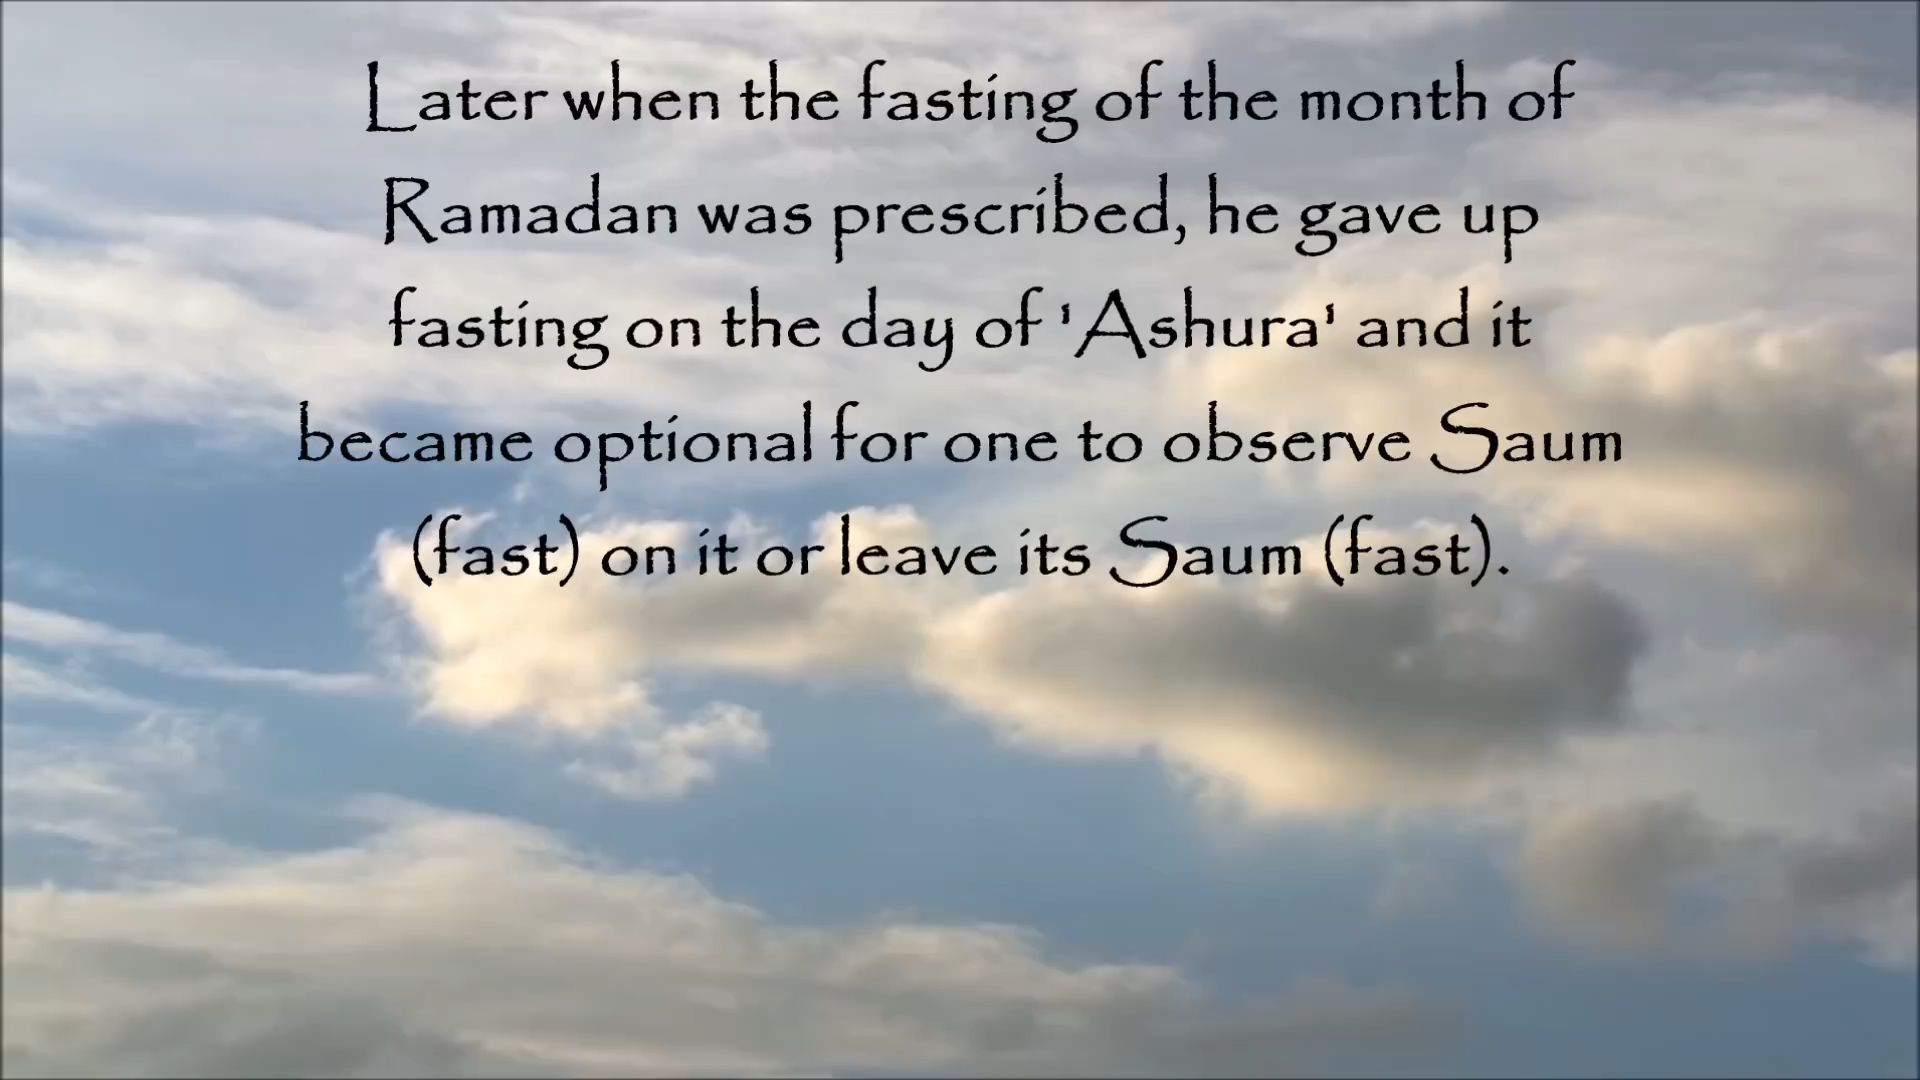 Later when the fasting of the month of
Ramadan was prescribed, he gave up
fasting on the day of 'Ashura' and it
became optional for one to observe Saum
(fast) on it or leave its Saum (fast).